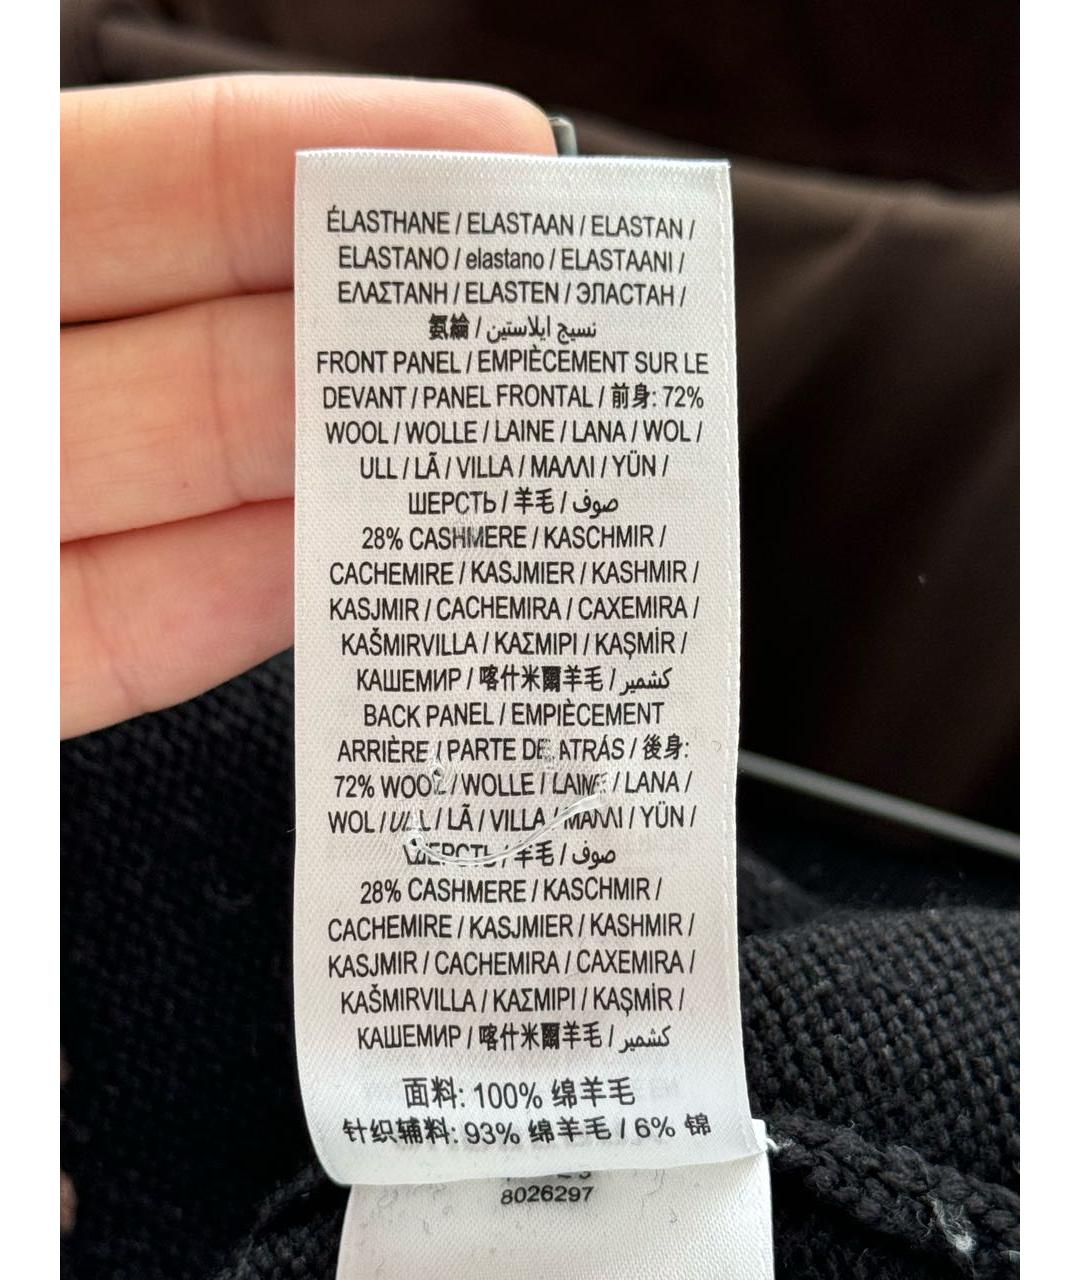 ÉLASTHANE / ELASTAAN / ELASTAN /
ELASTANO / elastano / ELASTAANI /
ΕΛΑΣΤΑΝΗ / ELASTEN / ЭЛАСТАН /
氨綸 / نسيج ايلاستين
FRONT PANEL / EMPIÈCEMENT SUR LE
DEVANT / PANEL FRONTAL / 前身: 72%
WOOL / WOLLE / LAINE / LANA / WOL /
ULL / LÃ / VILLA / ΜΑΛΛΙ / YÜN /
ШЕРСТЬ / 羊毛 / صوف
28% CASHMERE / KASCHMIR /
CACHEMIRE / KASJMIER / KASHMIR /
KASJMIR / CACHEMIRA / CAXEMIRA /
KAŠMIRVILLA / ΚΑΣΜΙΡΙ / KAŞMİR /
КАШЕМИР / 喀什米爾羊毛 / كشمير
BACK PANEL / EMPIÈCEMENT
ARRIÈRE / PARTE DE ATRÁS / 後身:
72% WOOL / WOLLE / LAINE / LANA /
WOL / ULL / LÃ / VILLA / ΜΑΛΛΙ / YÜN /
ШЕРСТЬ / 羊毛 / صوف
28% CASHMERE / KASCHMIR /
CACHEMIRE / KASJMIER / KASHMIR /
KASJMIR / CACHEMIRA / CAXEMIRA /
KAŠMIRVILLA / ΚΑΣΜΙΡΙ / KAŞMİR /
КАШЕМИР / 喀什米爾羊毛 / كشمير
面料: 100% 绵羊毛
针织辅料: 93% 绵羊毛 / 6% 锦
8026297